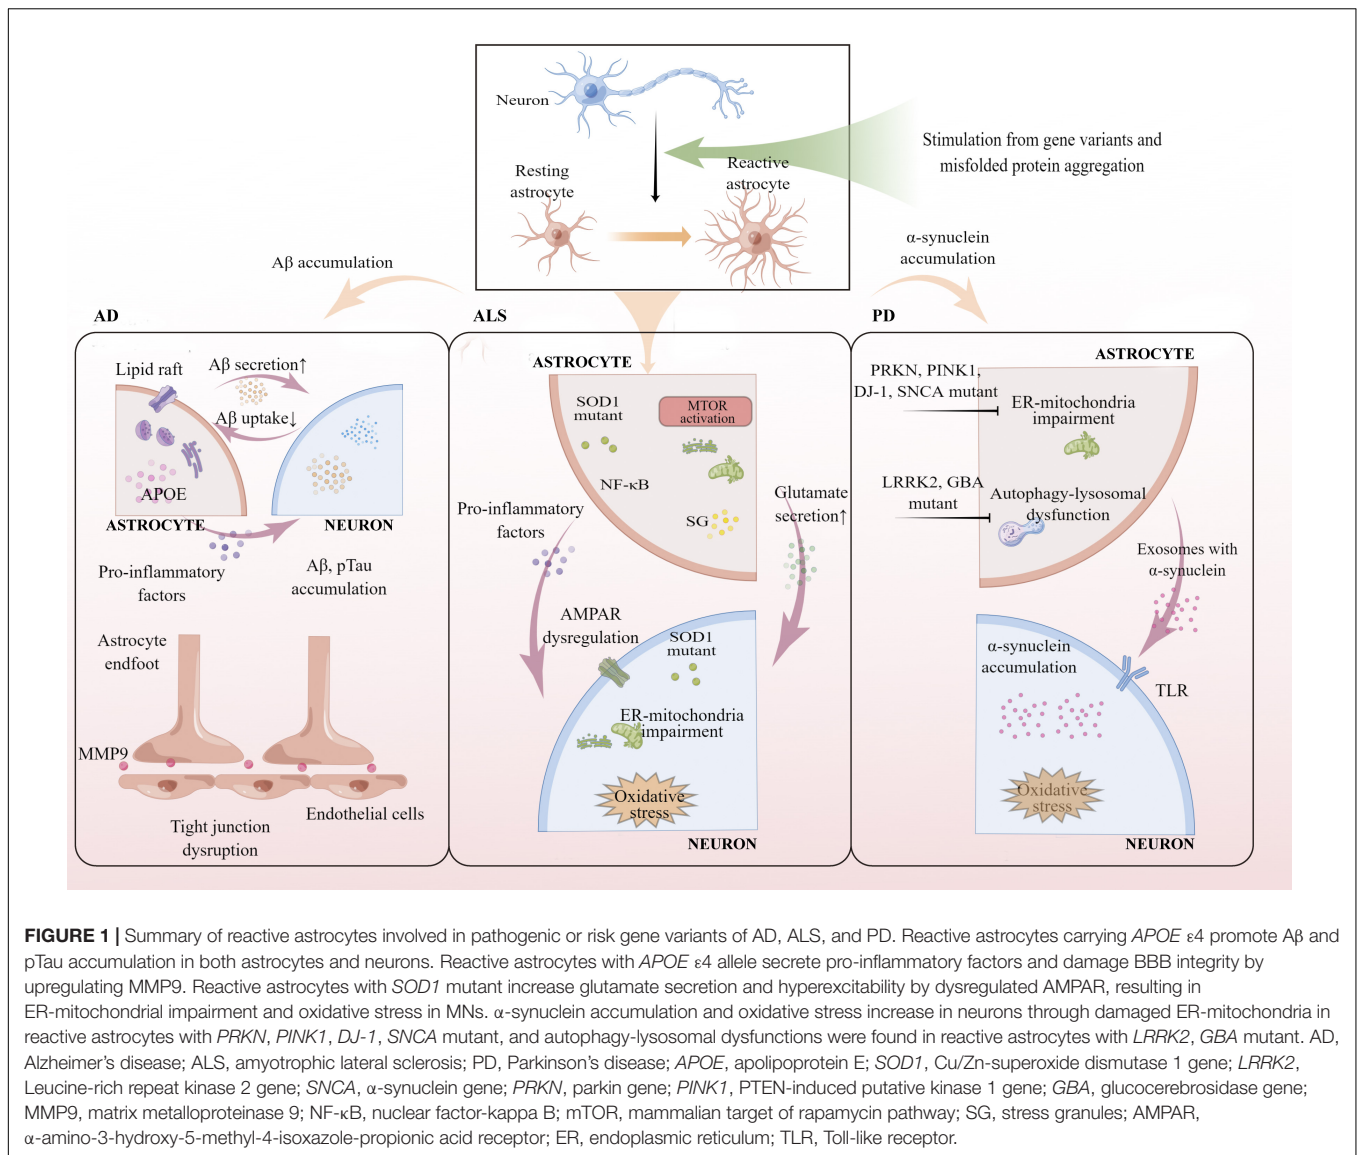 Neuron
Resting
astrocyte
Reactive
astrocyte
Stimulation from gene variants and
misfolded protein aggregation
Aβ accumulation
α-synuclein
accumulation
AD
Lipid raft
Aβ secretion↑
Aβ uptake↓
APOE
ASTROCYTE
NEURON
Pro-inflammatory
factors
Aβ, pTau
accumulation
Astrocyte
endfoot
MMP9
Endothelial cells
Tight junction
disruption
ALS
ASTROCYTE
SOD1
mutant
MTOR
activation
NF-κB
SG
Pro-inflammatory
factors
Glutamate
secretion↑
AMPAR
dysregulation
SOD1
mutant
ER-mitochondria
impairment
Oxidative
stress
NEURON
PD
ASTROCYTE
PRKN, PINK1,
DJ-1, SNCA mutant
ER-mitochondria
impairment
LRRK2, GBA
mutant
Autophagy-lysosomal
dysfunction
Exosomes with
α-synuclein
α-synuclein
accumulation
TLR
Oxidative
stress
NEURON
FIGURE 1 | Summary of reactive astrocytes involved in pathogenic or risk gene variants of AD, ALS, and PD. Reactive astrocytes carrying APOE ε4 promote Aβ and
pTau accumulation in both astrocytes and neurons. Reactive astrocytes with APOE ε4 allele secrete pro-inflammatory factors and damage BBB integrity by
upregulating MMP9. Reactive astrocytes with SOD1 mutant increase glutamate secretion and hyperexcitability by dysregulated AMPAR, resulting in
ER-mitochondrial impairment and oxidative stress in MNs. α-synuclein accumulation and oxidative stress increase in neurons through damaged ER-mitochondria in
reactive astrocytes with PRKN, PINK1, DJ-1, SNCA mutant, and autophagy-lysosomal dysfunctions were found in reactive astrocytes with LRRK2, GBA mutant. AD,
Alzheimer's disease; ALS, amyotrophic lateral sclerosis; PD, Parkinson's disease; APOE, apolipoprotein E; SOD1, Cu/Zn-superoxide dismutase 1 gene; LRRK2,
Leucine-rich repeat kinase 2 gene; SNCA, α-synuclein gene; PRKN, parkin gene; PINK1, PTEN-induced putative kinase 1 gene; GBA, glucocerebrosidase gene;
MMP9, matrix metalloproteinase 9; NF-κB, nuclear factor-kappa B; mTOR, mammalian target of rapamycin pathway; SG, stress granules; AMPAR,
α-amino-3-hydroxy-5-methyl-4-isoxazole-propionic acid receptor; ER, endoplasmic reticulum; TLR, Toll-like receptor.